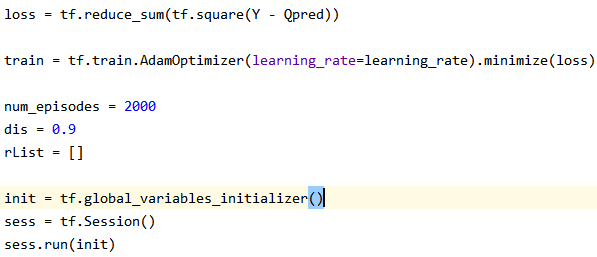 loss = tf.reduce_sum(tf.square(Y - Qpred))
train = tf.train.AdamOptimizer(learning_rate=learning_rate).minimize(loss)
num_episodes = 2000
dis = 0.9
rList = []
init = tf.global_variables_initializer()
sess = tf.Session()
sess.run(init)